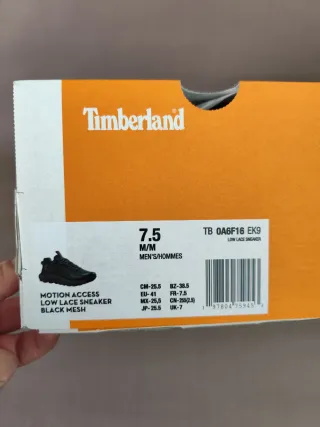 Timberland
7.5
M/M
MEN'S/HOMMES
TB 0A6F16 EK9
LOW LACE SNEAKER
MOTION ACCESS
LOW LACE SNEAKER
BLACK MESH
CM-25.5 BZ-38.5
EU- 41 FR-7.5
MX-25,5 CN-255(2.5)
JP- 25.5 UK-7